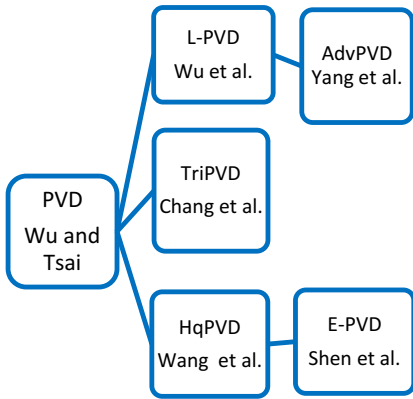 L-PVD
Wu et al.
AdvPVD
Yang et al.
TriPVD
Chang et al.
PVD
Wu and
Tsai
HqPVD
Wang et al.
E-PVD
Shen et al.